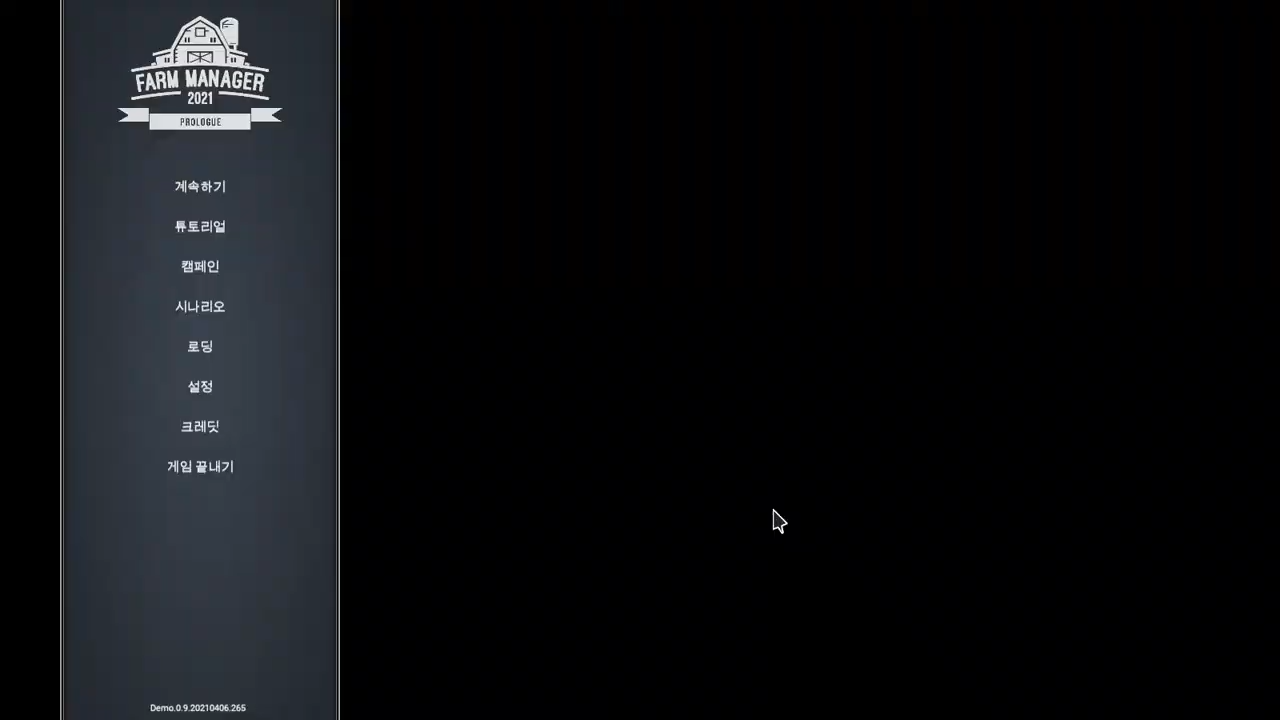 FARM MANAGER
2021
PROLOGUE
계속하기
튜토리얼
캠페인
시나리오
로딩
설정
크레딧
게임 끝내기
Demo.0.9.20210406.265